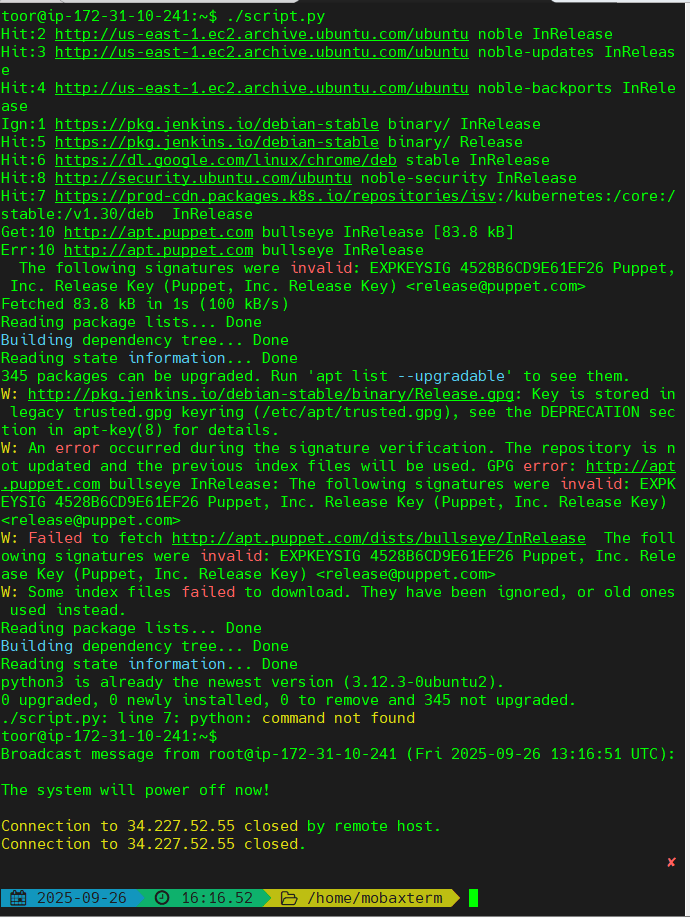 toor@ip-172-31-10-241:~$ ./script.py
Hit:2 http://us-east-1.ec2.archive.ubuntu.com/ubuntu noble InRelease
Hit:3 http://us-east-1.ec2.archive.ubuntu.com/ubuntu noble-updates InReleas
e
Hit:4 http://us-east-1.ec2.archive.ubuntu.com/ubuntu noble-backports InRele
ase
Ign:1 https://pkg.jenkins.io/debian-stable binary/ InRelease
Hit:5 https://pkg.jenkins.io/debian-stable binary/ Release
Hit:6 https://dl.google.com/linux/chrome/deb stable InRelease
Hit:8 http://security.ubuntu.com/ubuntu noble-security InRelease
Hit:7 https://prod-cdn.packages.k8s.io/repositories/isv:/kubernetes:/core:/
stable:/v1.30/deb  InRelease
Get:10 http://apt.puppet.com bullseye InRelease [83.8 kB]
Err:10 http://apt.puppet.com bullseye InRelease
  The following signatures were invalid: EXPKEYSIG 4528B6CD9E61EF26 Puppet,
 Inc. Release Key (Puppet, Inc. Release Key) <release@puppet.com>
Fetched 83.8 kB in 1s (100 kB/s)
Reading package lists... Done
Building dependency tree... Done
Reading state information... Done
345 packages can be upgraded. Run 'apt list --upgradable' to see them.
W: http://pkg.jenkins.io/debian-stable/binary/Release.gpg: Key is stored in
 legacy trusted.gpg keyring (/etc/apt/trusted.gpg), see the DEPRECATION sec
tion in apt-key(8) for details.
W: An error occurred during the signature verification. The repository is n
ot updated and the previous index files will be used. GPG error: http://apt
.puppet.com bullseye InRelease: The following signatures were invalid: EXPK
EYSIG 4528B6CD9E61EF26 Puppet, Inc. Release Key (Puppet, Inc. Release Key)
<release@puppet.com>
W: Failed to fetch http://apt.puppet.com/dists/bullseye/InRelease  The foll
owing signatures were invalid: EXPKEYSIG 4528B6CD9E61EF26 Puppet, Inc. Rele
ase Key (Puppet, Inc. Release Key) <release@puppet.com>
W: Some index files failed to download. They have been ignored, or old ones
 used instead.
Reading package lists... Done
Building dependency tree... Done
Reading state information... Done
python3 is already the newest version (3.12.3-0ubuntu2).
0 upgraded, 0 newly installed, 0 to remove and 345 not upgraded.
./script.py: line 7: python: command not found
toor@ip-172-31-10-241:~$
Broadcast message from root@ip-172-31-10-241 (Fri 2025-09-26 13:16:51 UTC):
The system will power off now!
Connection to 34.227.52.55 closed by remote host.
Connection to 34.227.52.55 closed.
✘
2025-09-26 16:16.52 /home/mobaxterm